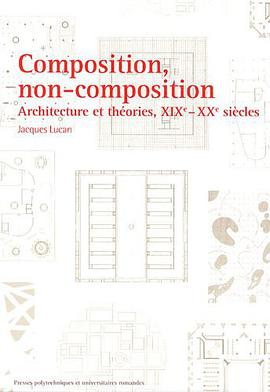 Composition,
non-composition
Architecture et théories, XIXe–XXe siècles
Jacques Lucan
Presses polytechniques et universitaires romandes